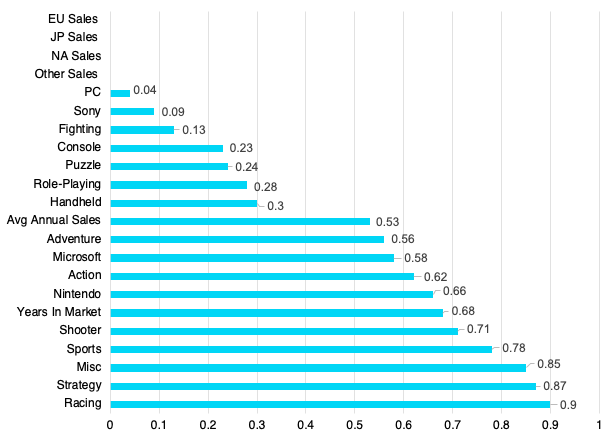 EU Sales
JP Sales
NA Sales
Other Sales
PC 0.04
Sony 0.09
Fighting 0.13
Console 0.23
Puzzle 0.24
Role-Playing 0.28
Handheld 0.3
Avg Annual Sales 0.53
Adventure 0.56
Microsoft 0.58
Action 0.62
Nintendo 0.66
Years In Market 0.68
Shooter 0.71
Sports 0.78
Misc 0.85
Strategy 0.87
Racing 0.9
0 0.1 0.2 0.3 0.4 0.5 0.6 0.7 0.8 0.9 1